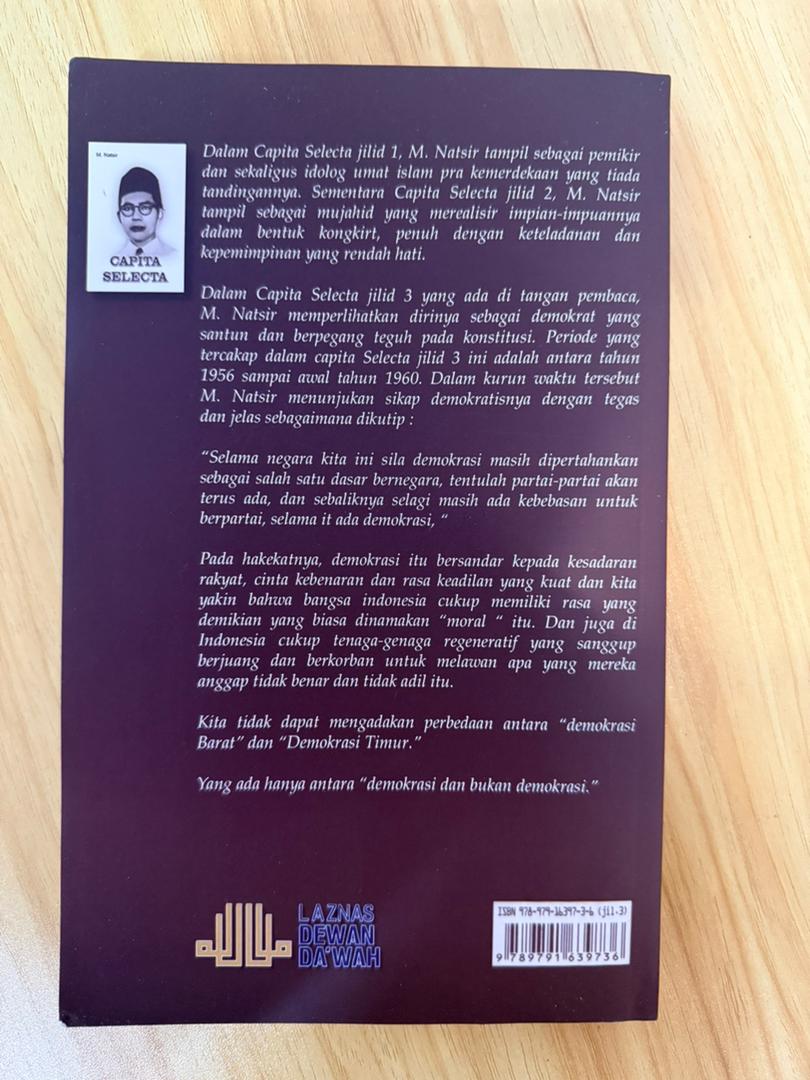 M. Natsir
CAPITA
SELECTA
Dalam Capita Selecta jilid 1, M. Natsir tampil sebagai pemikir
dan sekaligus idolog umat islam pra kemerdekaan yang tiada
tandingannya. Sementara Capita Selecta jilid 2, M. Natsir
tampil sebagai mujahid yang merealisir impian-impuannya
dalam bentuk kongkirt, penuh dengan keteladanan dan
kepemimpinan yang rendah hati.
Dalam Capita Selecta jilid 3 yang ada di tangan pembaca,
M. Natsir memperlihatkan dirinya sebagai demokrat yang
santun dan berpegang teguh pada konstitusi. Periode yang
tercakap dalam capita Selecta jilid 3 ini adalah antara tahun
1956 sampai awal tahun 1960. Dalam kurun waktu tersebut
M. Natsir menunjukan sikap demokratisnya dengan tegas
dan jelas sebagaimana dikutip :
“Selama negara kita ini sila demokrasi masih dipertahankan
sebagai salah satu dasar bernegara, tentulah partai-partai akan
terus ada, dan sebaliknya selagi masih ada kebebasan untuk
berpartai, selama it ada demokrasi, “
Pada hakekatnya, demokrasi itu bersandar kepada kesadaran
rakyat, cinta kebenaran dan rasa keadilan yang kuat dan kita
yakin bahwa bangsa indonesia cukup memiliki rasa yang
demikian yang biasa dinamakan “moral “ itu. Dan juga di
Indonesia cukup tenaga-genaga regeneratif yang sanggup
berjuang dan berkorban untuk melawan apa yang mereka
anggap tidak benar dan tidak adil itu.
Kita tidak dapat mengadakan perbedaan antara “demokrasi
Barat” dan “Demokrasi Timur.”
Yang ada hanya antara “demokrasi dan bukan demokrasi.”
LAZNAS
DEWAN
DA'WAH
ISBN 978-979-16397-3-6 (jil.3)
9 789791 639736